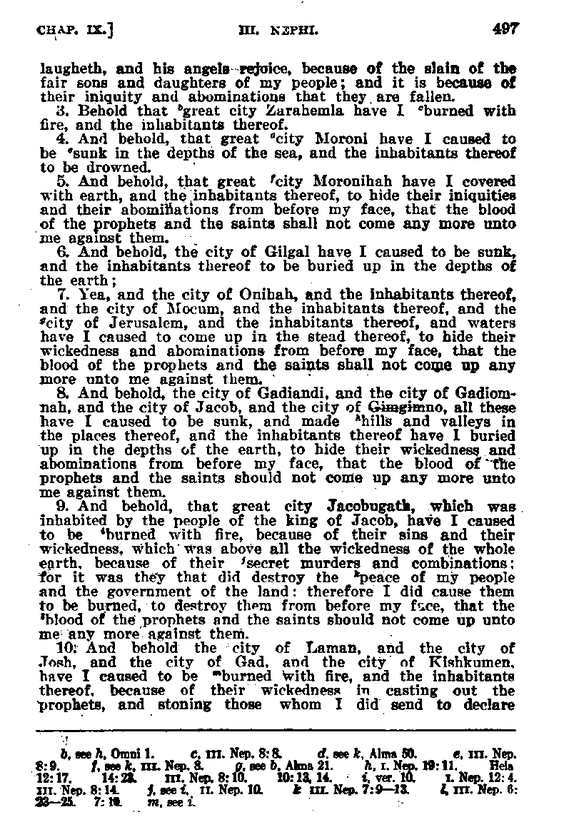 CHAP. IX.] III. NEPHI. 497
laugheth, and his angels rejoice, because of the slain of the
fair sons and daughters of my people; and it is because of
their iniquity and abominations that they are fallen.
3. Behold that bgreat city Zarahemla have I cburned with
fire, and the inhabitants thereof.
4. And behold, that great dcity Moroni have I caused to
be esunk in the depths of the sea, and the inhabitants thereof
to be drowned.
5. And behold, that great fcity Moronihah have I covered
with earth, and the inhabitants thereof, to hide their iniquities
and their abominations from before my face, that the blood
of the prophets and the saints shall not come any more unto
me against them.
6. And behold, the city of Gilgal have I caused to be sunk,
and the inhabitants thereof to be buried up in the depths of
the earth;
7. Yea, and the city of Onihah, and the inhabitants thereof,
and the city of Mocum, and the inhabitants thereof, and the
gcity of Jerusalem, and the inhabitants thereof, and waters
have I caused to come up in the stead thereof, to hide their
wickedness and abominations from before my face, that the
blood of the prophets and the saints shall not come up any
more unto me against them.
8. And behold, the city of Gadiandi, and the city of Gadiom-
nah, and the city of Jacob, and the city of Gimgimno, all these
have I caused to be sunk, and made hhills and valleys in
the places thereof, and the inhabitants thereof have I buried
up in the depths of the earth, to hide their wickedness and
abominations from before my face, that the blood of the
prophets and the saints should not come up any more unto
me against them.
9. And behold, that great city Jacobugath, which was
inhabited by the people of the king of Jacob, have I caused
to be iburned with fire, because of their sins and their
wickedness, which was above all the wickedness of the whole
earth, because of their jsecret murders and combinations;
for it was they that did destroy the kpeace of my people
and the government of the land: therefore I did cause them
to be burned, to destroy them from before my face, that the
lblood of the prophets and the saints should not come up unto
me any more against them.
10. And behold the city of Laman, and the city of
Josh, and the city of Gad, and the city of Kishkumen,
have I caused to be mburned with fire, and the inhabitants
thereof, because of their wickedness in casting out the
prophets, and stoning those whom I did send to declare
b, see h, Omni 1. c, III. Nep. 8:8. d, see k, Alma 50. e, III. Nep.
8:9. f, see k, III. Nep. 8. g, see b, Alma 21. h, I. Nep. 19:11. Hela
12:17. 14:23. III. Nep. 8:10. 10:13, 14. i, ver. 10. I. Nep. 12:4.
III. Nep. 8:14. j, see i, II. Nep. 10. k III. Nep. 7:9—13. l, III. Nep. 6:
23—25. 7: m, see i.